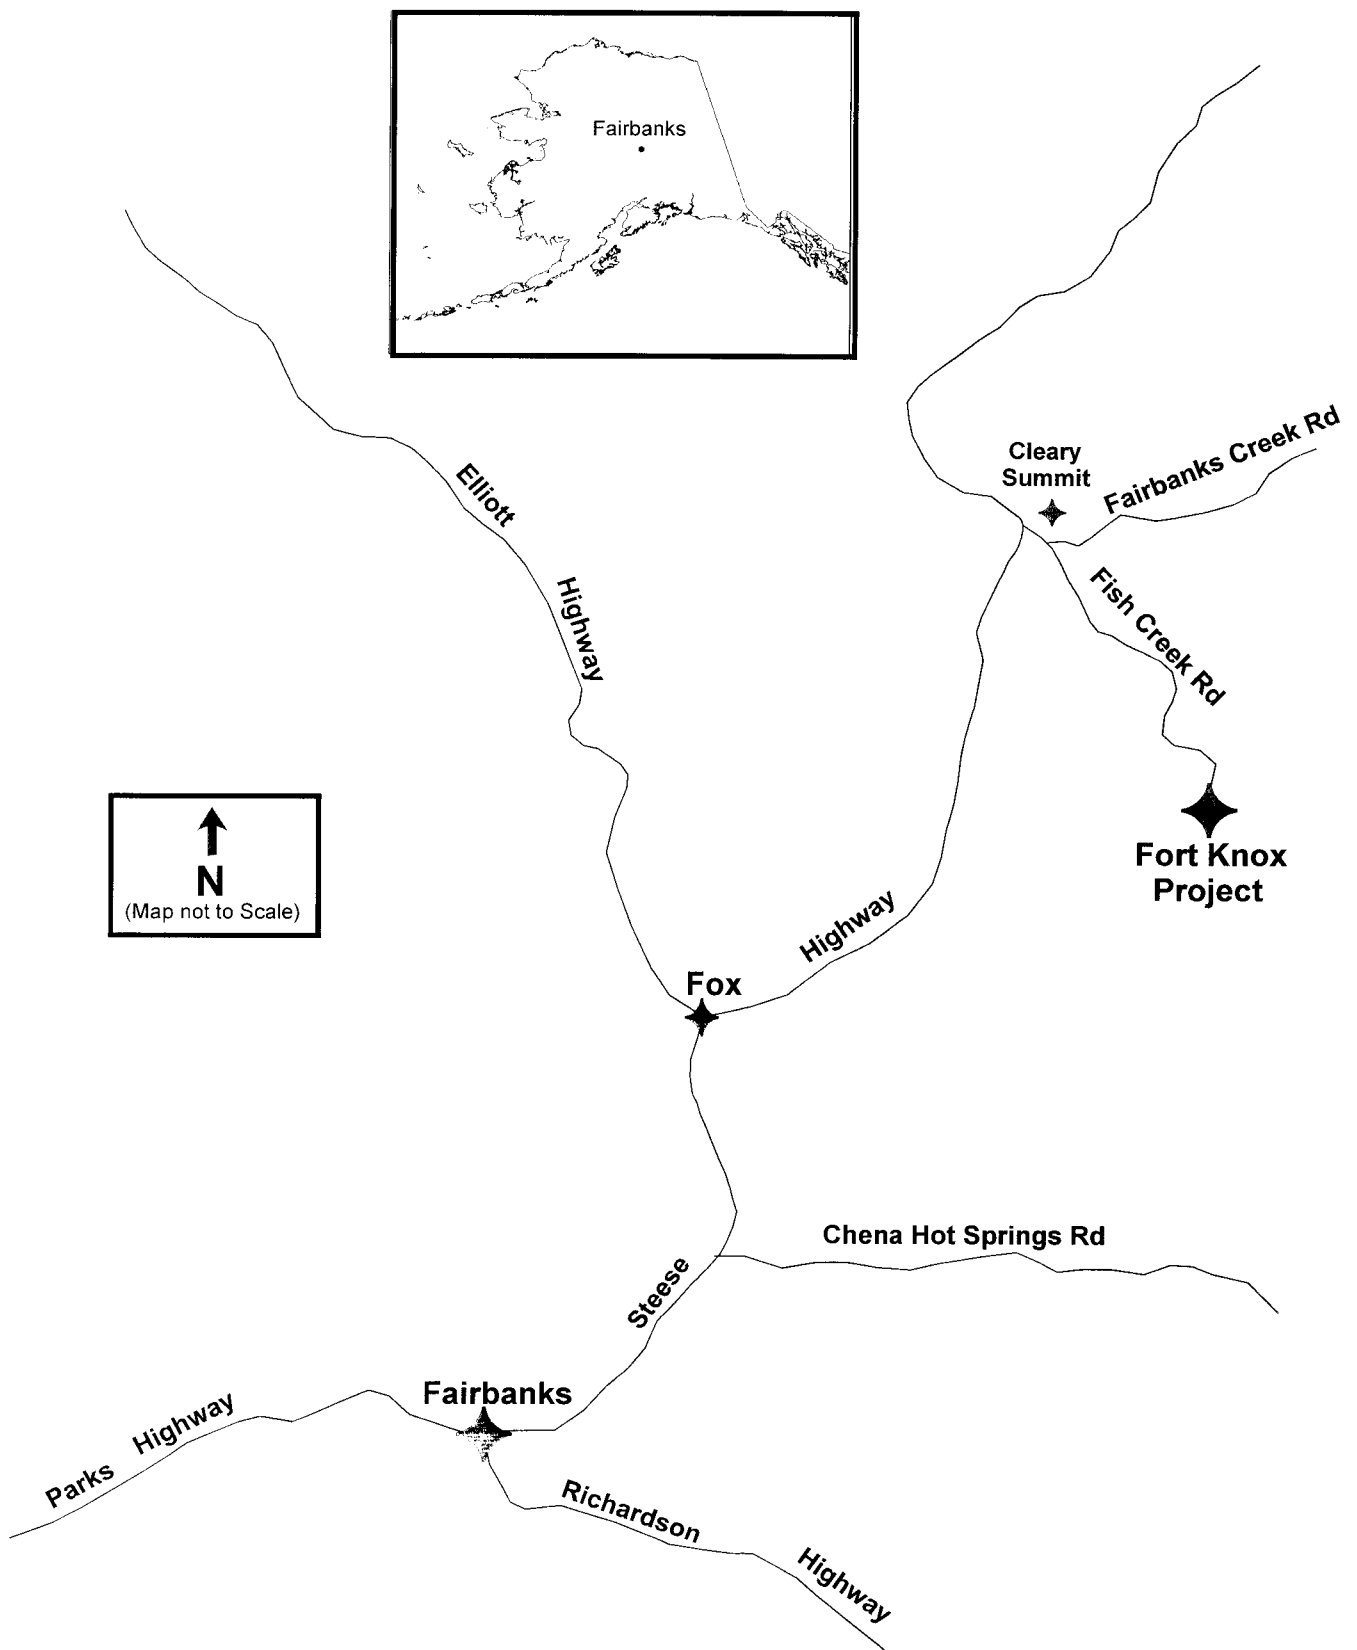 Fairbanks
Cleary
Summit
Fairbanks Creek Rd
Elliott
Highway
Fish Creek Rd
N
(Map not to Scale)
Fort Knox
Project
Highway
Fox
Chena Hot Springs Rd
Steese
Fairbanks
Parks Highway
Richardson
Highway